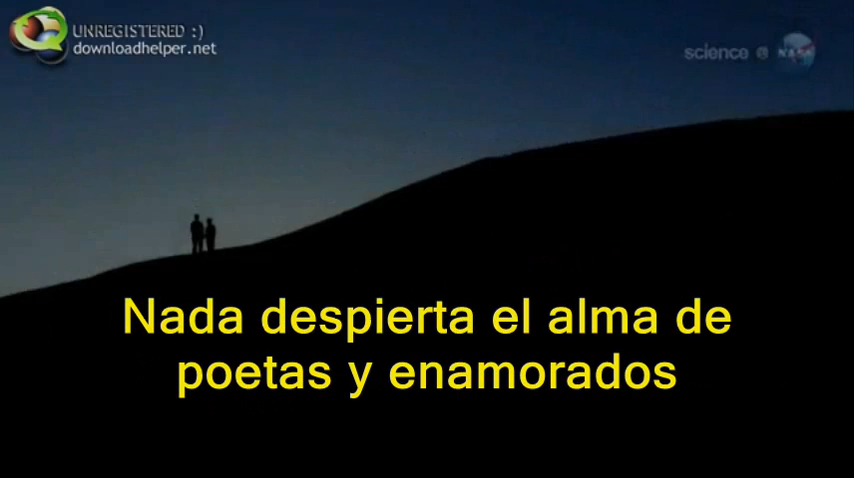 UNREGISTERED :)
downloadhelper.net
science @ NASA
Nada despierta el alma de
poetas y enamorados